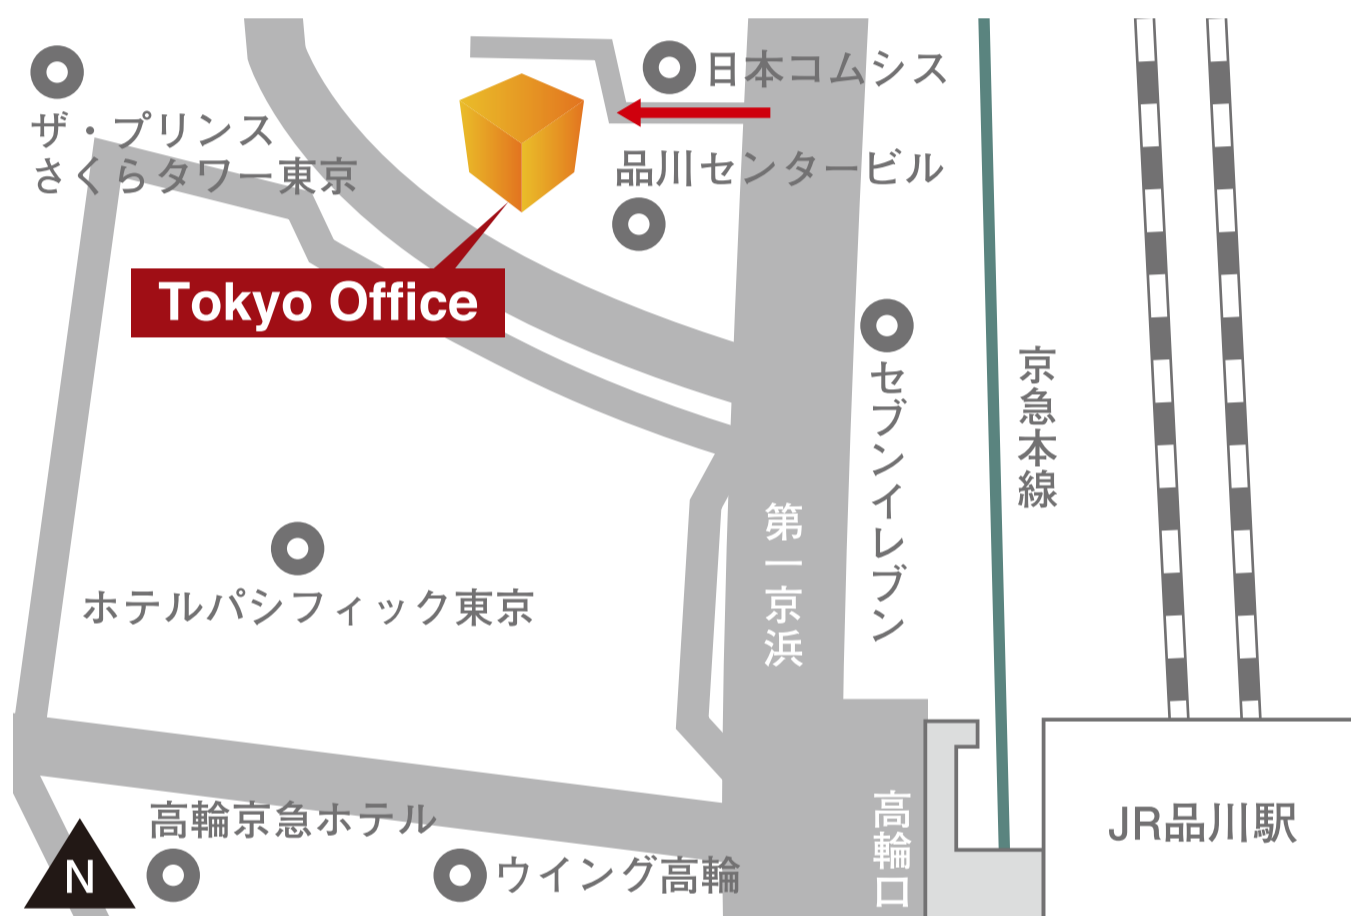 日本コムシス
ザ・プリンス
さくらタワー東京
品川センタービル
Tokyo Office
セブンイレブン
京急本線
第一京浜
ホテルパシフィック東京
高輪京急ホテル
ウイング高輪
高輪口
JR品川駅
N